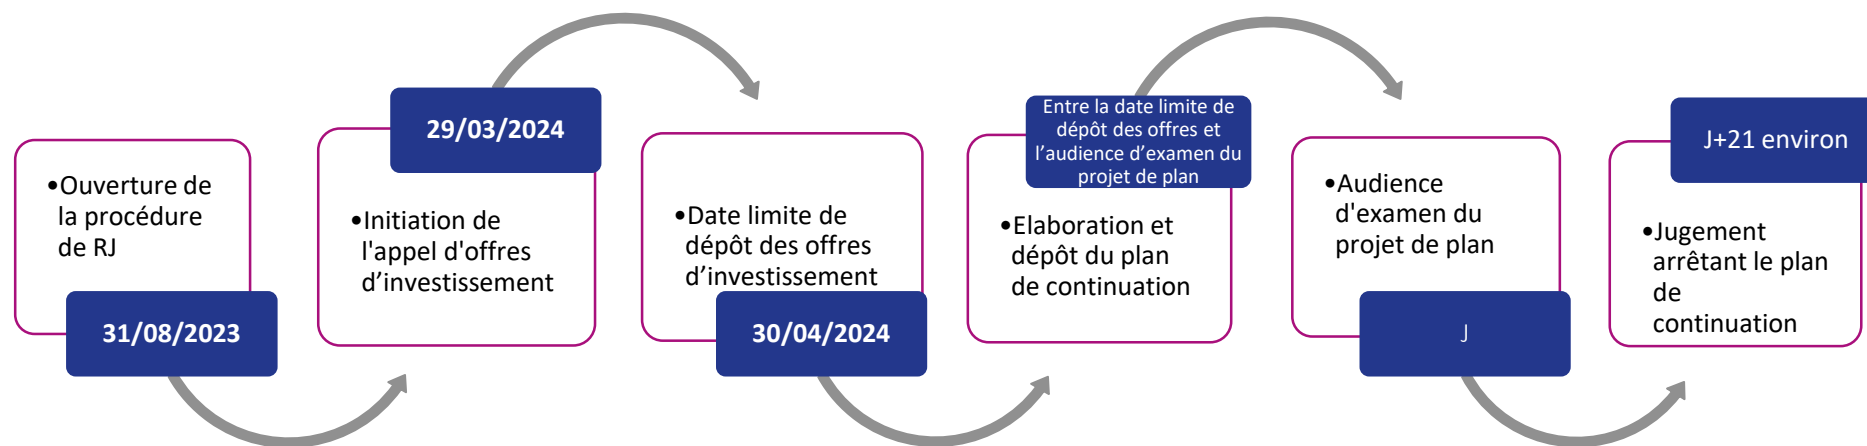 •Ouverture de
la procédure
de RJ
31/08/2023
29/03/2024
•Initiation de
l'appel d'offres
d’investissement
•Date limite de
dépôt des offres
d’investissement
30/04/2024
Entre la date limite de
dépôt des offres et
l’audience d’examen du
projet de plan
•Elaboration et
dépôt du plan
de continuation
•Audience
d'examen du
projet de plan
J
J+21 environ
•Jugement
arrêtant le plan
de
continuation